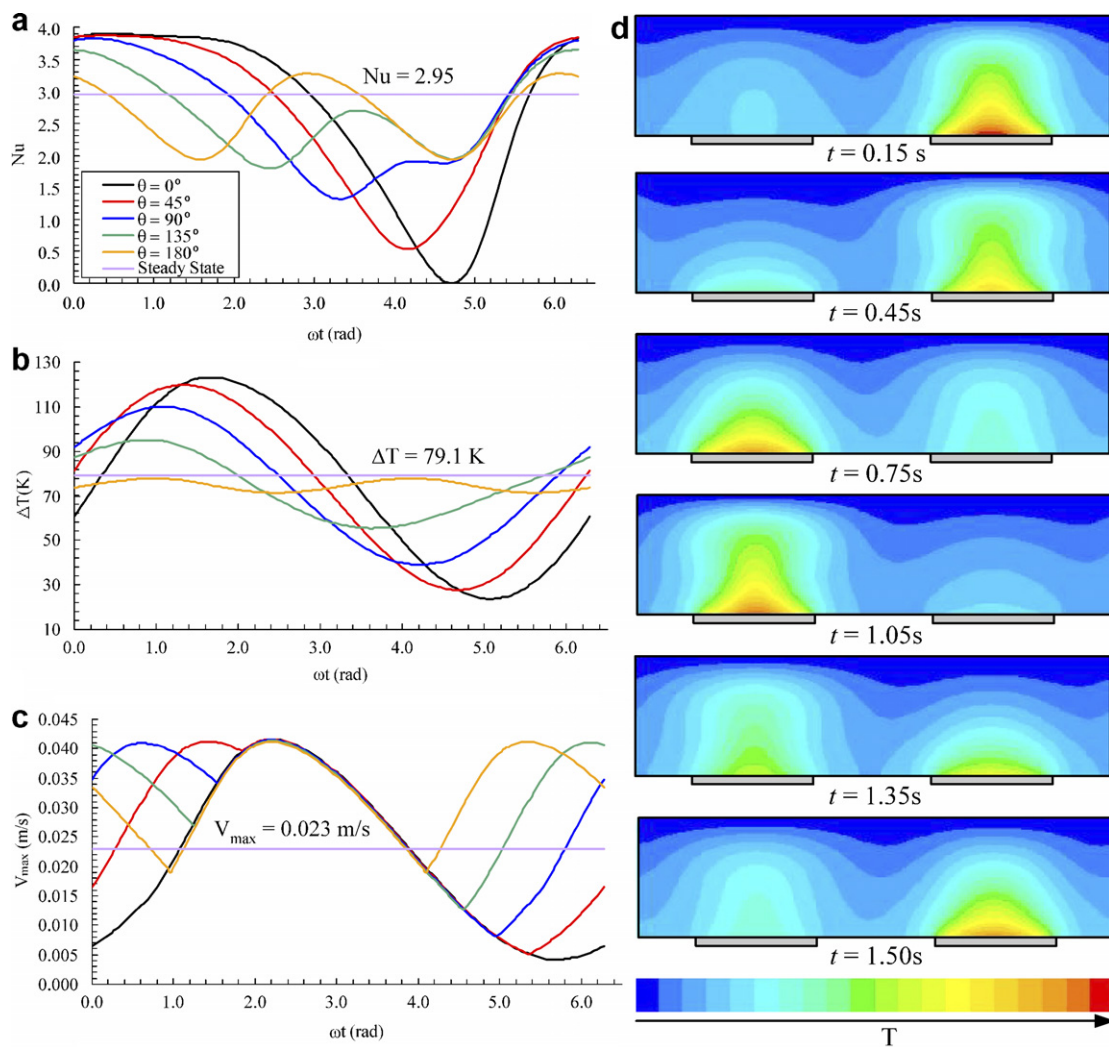 a
4.0
3.5
3.0
2.5
2.0
1.5
1.0
0.5
0.0
Nu
Nu = 2.95
θ = 0°
θ = 45°
θ = 90°
θ = 135°
θ = 180°
Steady State
0.0 1.0 2.0 3.0 4.0 5.0 6.0
ωt (rad)
b
130
110
90
70
50
30
10
ΔT(K)
ΔT = 79.1 K
0.0 1.0 2.0 3.0 4.0 5.0 6.0
ωt (rad)
c
0.045
0.040
0.035
0.030
0.025
0.020
0.015
0.010
0.005
0.000
Vmax (m/s)
Vmax = 0.023 m/s
0.0 1.0 2.0 3.0 4.0 5.0 6.0
ωt (rad)
d
t = 0.15 s
t = 0.45s
t = 0.75s
t = 1.05s
t = 1.35s
t = 1.50s
T